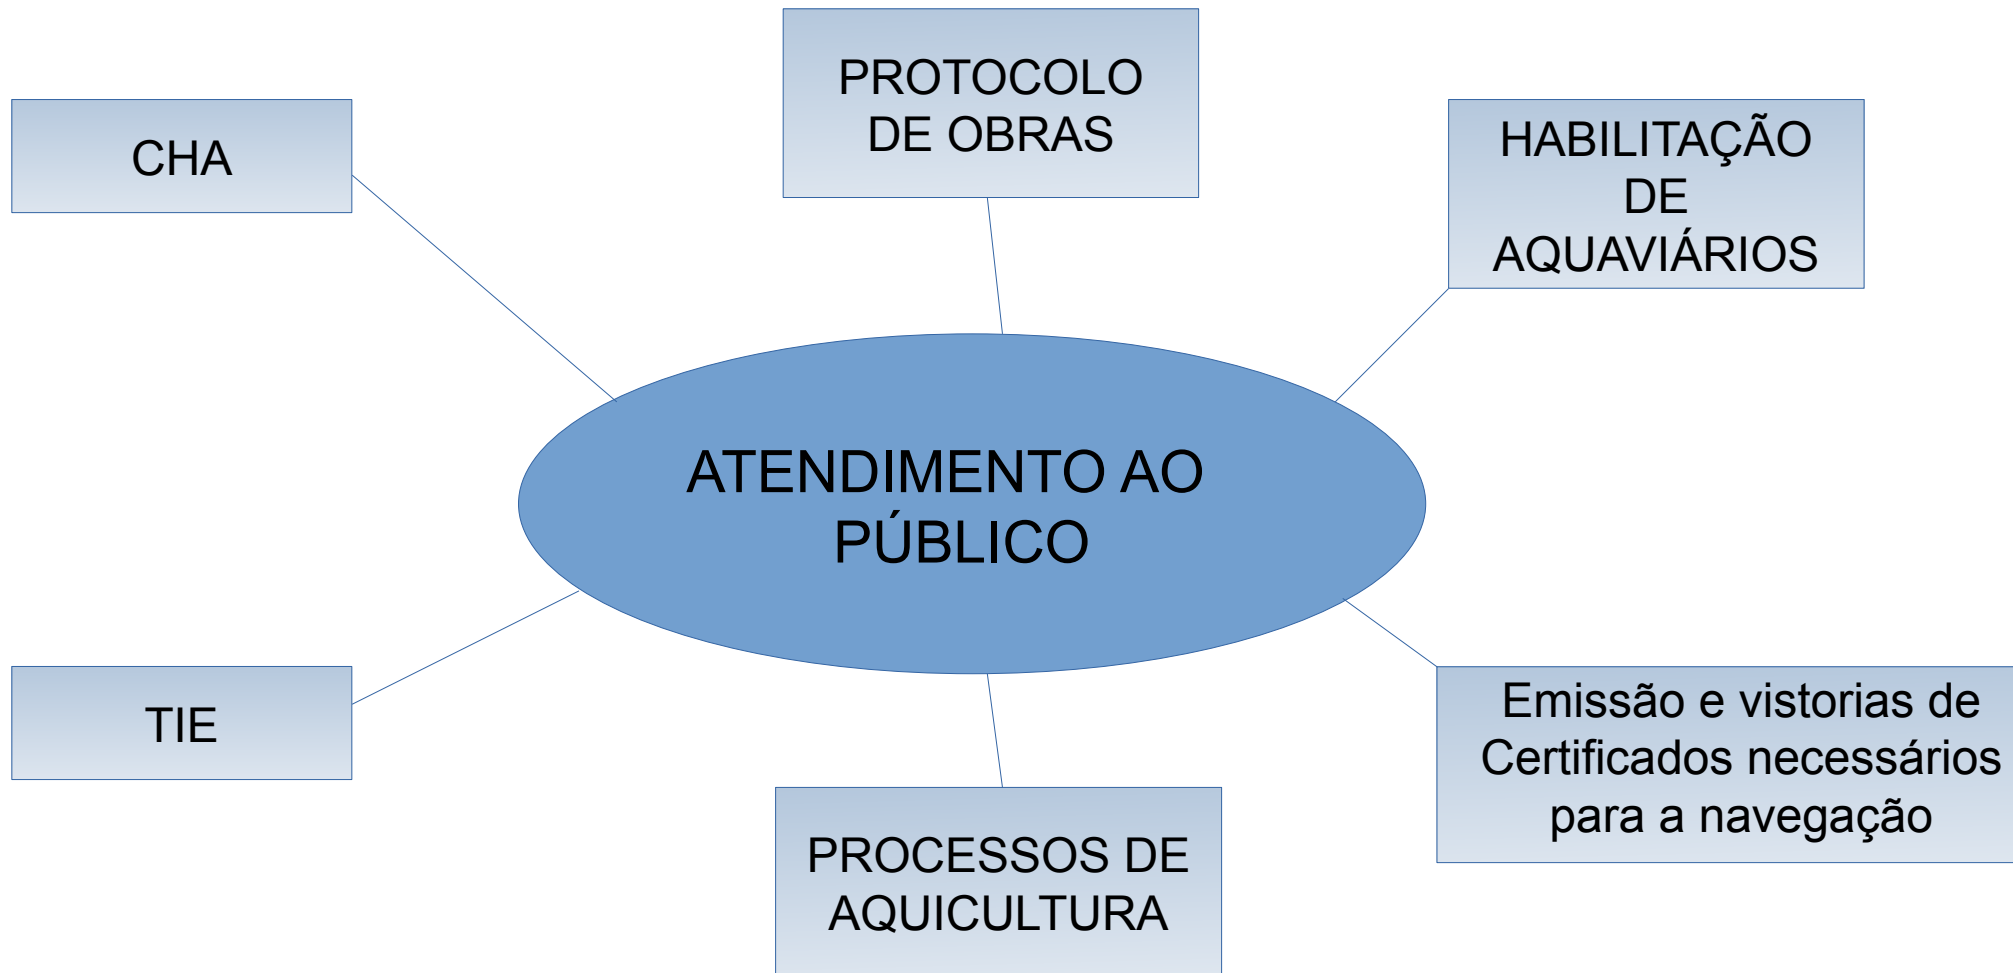 PROTOCOLO
DE OBRAS
CHA
HABILITAÇÃO
DE
AQUAVIÁRIOS
ATENDIMENTO AO
PÚBLICO
TIE
Emissão e vistorias de
Certificados necessários
para a navegação
PROCESSOS DE
AQUICULTURA